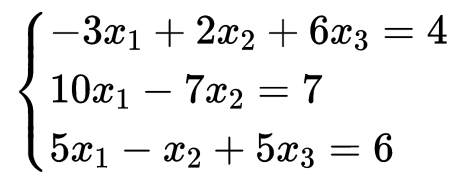 −3x₁ + 2x₂ + 6x₃ = 4
10x₁ − 7x₂ = 7
5x₁ − x₂ + 5x₃ = 6